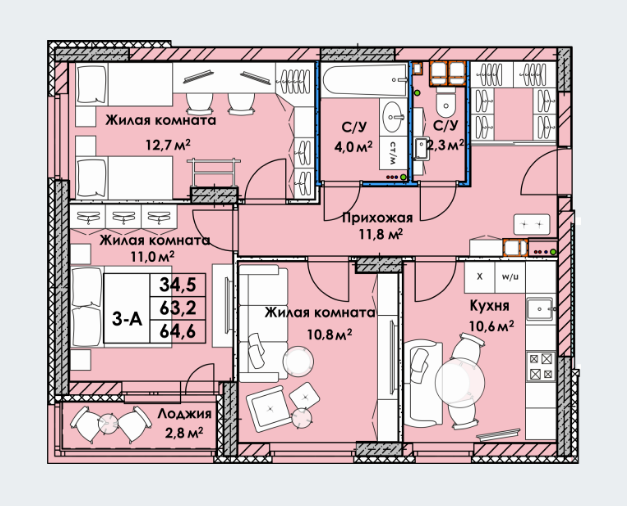 Жилая комната
12,7 м²
С/У
4,0 м²
ст/м
С/У
2,3 м²
Прихожая
11,8 м²
Жилая комната
11,0 м²
3-А
34,5
63,2
64,6
Жилая комната
10,8 м²
Х
w/u
Кухня
10,6 м²
Лоджия
2,8 м²